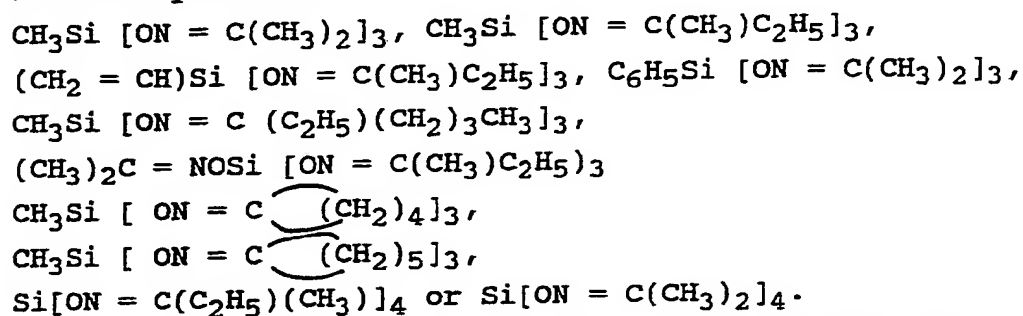 CH3Si [ON = C(CH3)2]3, CH3Si [ON = C(CH3)C2H5]3,
(CH2 = CH)Si [ON = C(CH3)C2H5]3, C6H5Si [ON = C(CH3)2]3,
CH3Si [ON = C (C2H5)(CH2)3CH3]3,
(CH3)2C = NOSi [ON = C(CH3)C2H5)3
CH3Si [ ON = C (CH2)4]3,
CH3Si [ ON = C (CH2)5]3,
Si[ON = C(C2H5)(CH3)]4 or Si[ON = C(CH3)2]4.